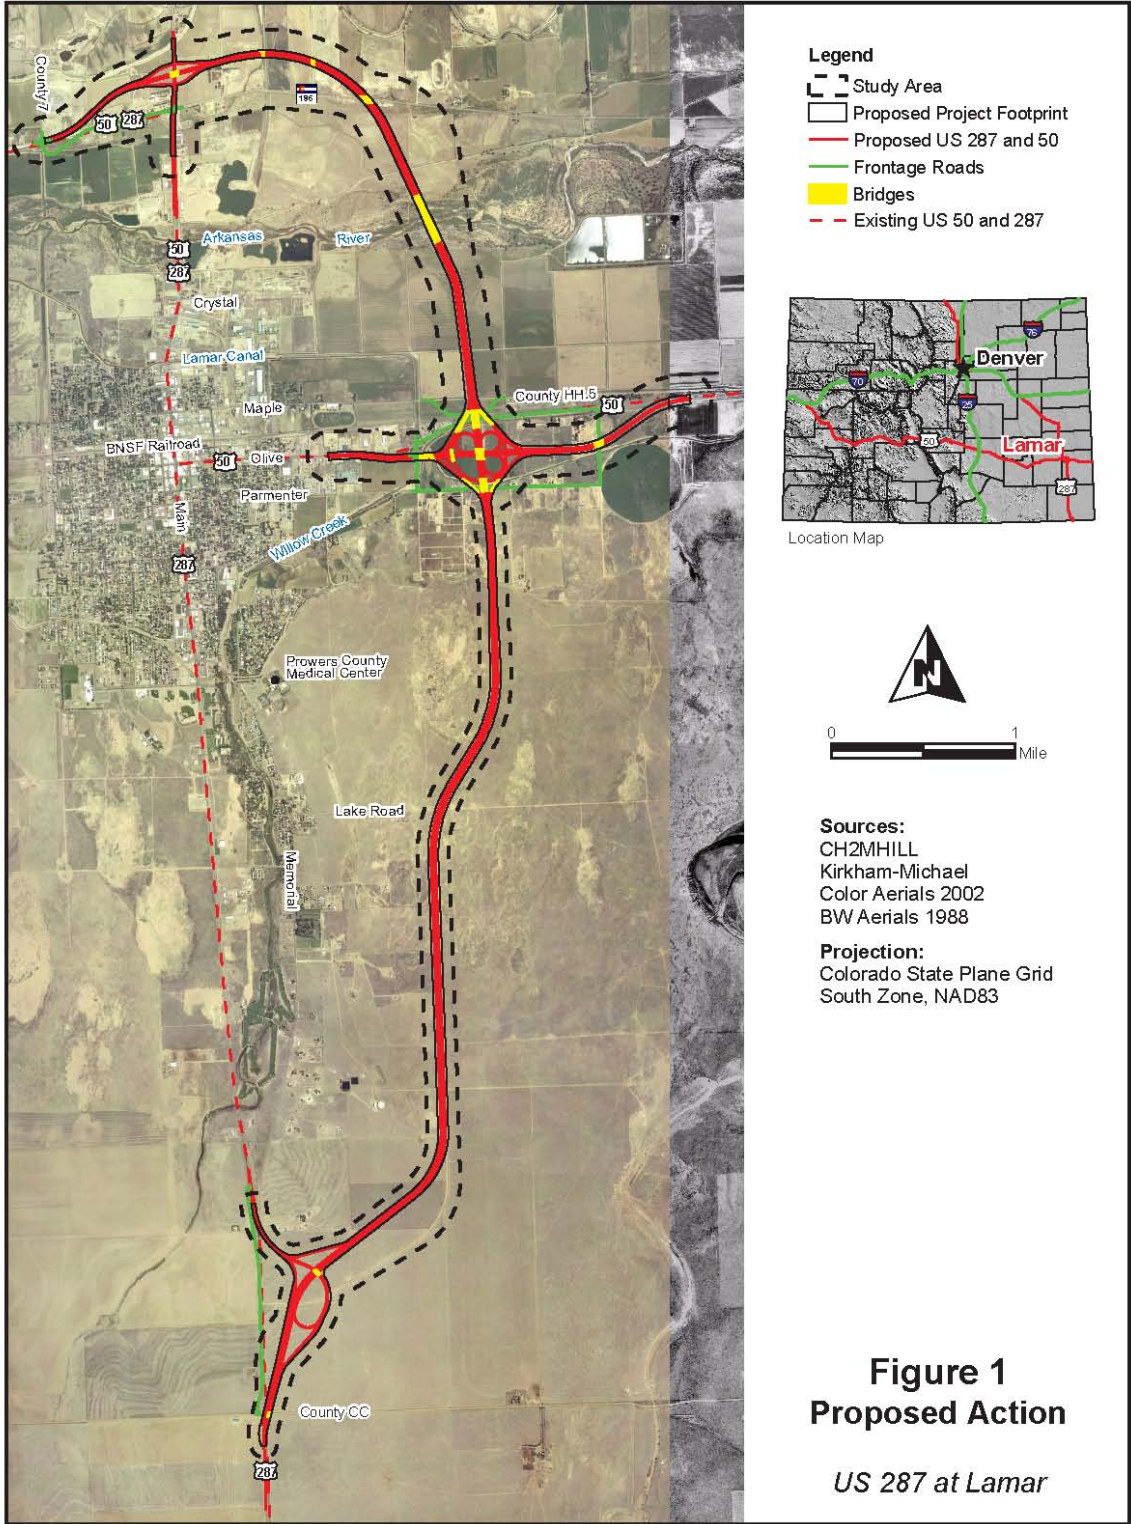 County 7
50
287
196
Arkansas
River
50
287
Crystal
Lamar Canal
Maple
County HH.5
50
BNSF Railroad
50
Olive
Parmenter
Main
Willow Creek
287
Prowers County
Medical Center
Lake Road
Memorial
County CC
287
Legend
Study Area
Proposed Project Footprint
Proposed US 287 and 50
Frontage Roads
Bridges
Existing US 50 and 287
76
Denver
70
25
50
Lamar
287
Location Map
N
0
1
Mile
Sources:
CH2MHILL
Kirkham-Michael
Color Aerials 2002
BW Aerials 1988
Projection:
Colorado State Plane Grid
South Zone, NAD83
Figure 1
Proposed Action
US 287 at Lamar